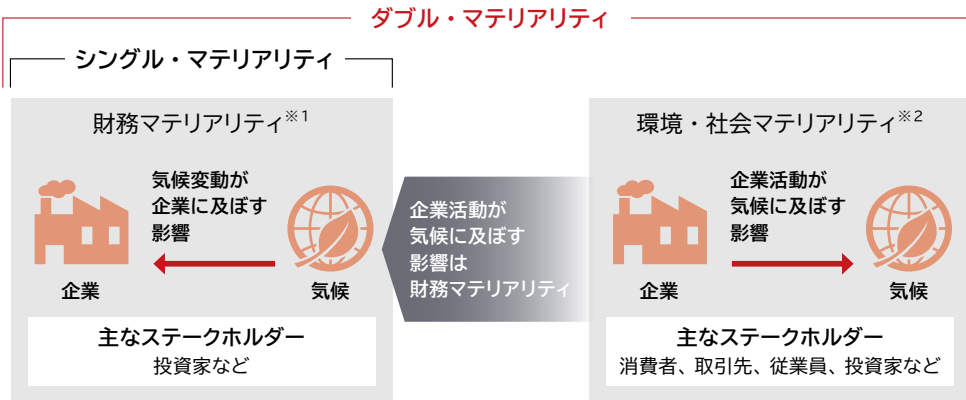 ダブル・マテリアリティ
シングル・マテリアリティ
財務マテリアリティ※1
気候変動が
企業に及ぼす
影響
企業
気候
主なステークホルダー
投資家など
企業活動が
気候に及ぼす
影響は
財務マテリアリティ
環境・社会マテリアリティ※2
企業活動が
気候に及ぼす
影響
企業
気候
主なステークホルダー
消費者、取引先、従業員、投資家など